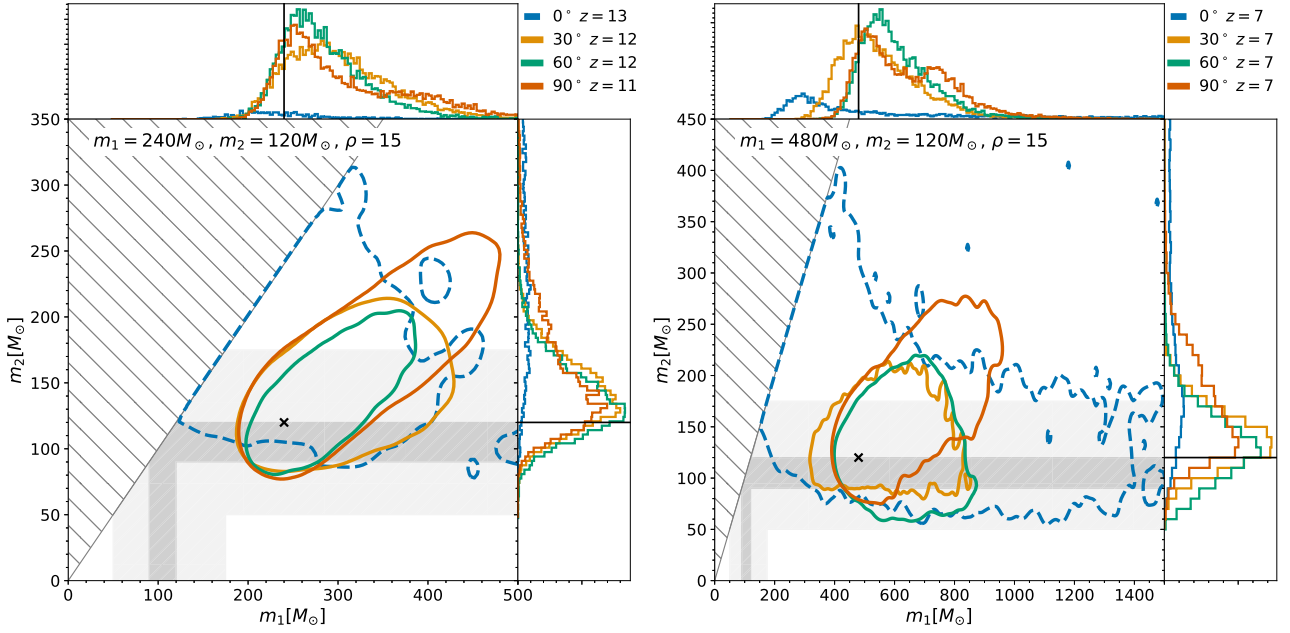 0° z = 13
30° z = 12
60° z = 12
90° z = 11
m₁ = 240M⊙, m₂ = 120M⊙, ρ = 15
350
300
250
200
150
100
50
0
m₂[M⊙]
0 100 200 300 400 500
m₁[M⊙]
0° z = 7
30° z = 7
60° z = 7
90° z = 7
m₁ = 480M⊙, m₂ = 120M⊙, ρ = 15
450
400
350
300
250
200
150
100
50
0
m₂[M⊙]
0 200 400 600 800 1000 1200 1400
m₁[M⊙]